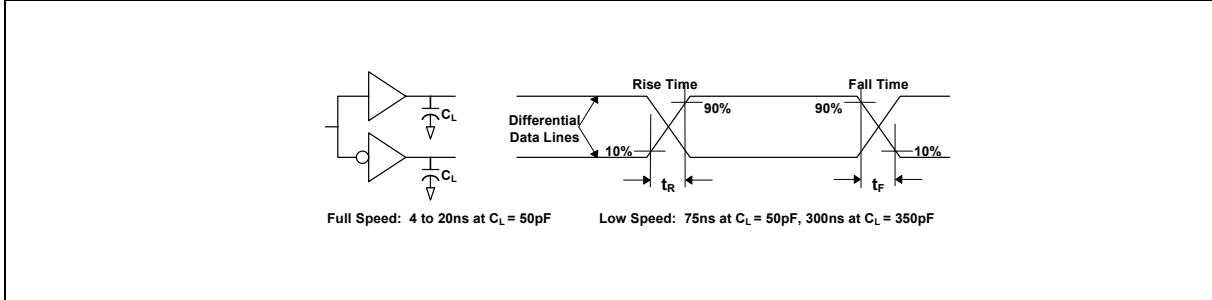 Rise Time
Fall Time
C_L
90%
90%
Differential
Data Lines
10%
10%
C_L
t_R
t_F
Full Speed: 4 to 20ns at C_L = 50pF
Low Speed: 75ns at C_L = 50pF, 300ns at C_L = 350pF